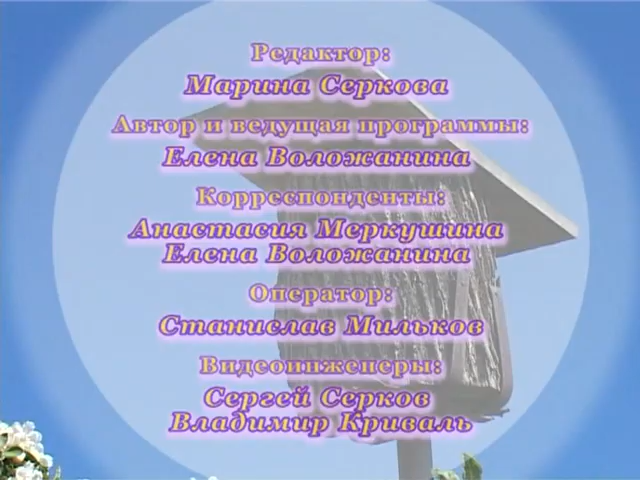 Редактор:
Марина Серкова
Автор и ведущая программы:
Елена Воложанина
Корреспонденты:
Анастасия Меркушина
Елена Воложанина
Оператор:
Станислав Мильков
Видеоинженеры:
Сергей Серков
Владимир Криваль